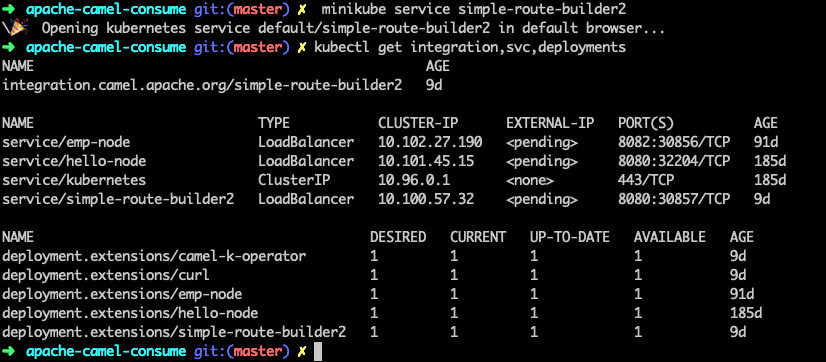 ➜ apache-camel-consume git:(master) ✗ minikube service simple-route-builder2
\🎉 Opening kubernetes service default/simple-route-builder2 in default browser...
➜ apache-camel-consume git:(master) ✗ kubectl get integration,svc,deployments
NAME AGE
integration.camel.apache.org/simple-route-builder2 9d
NAME TYPE CLUSTER-IP EXTERNAL-IP PORT(S) AGE
service/emp-node LoadBalancer 10.102.27.190 <pending> 8082:30856/TCP 91d
service/hello-node LoadBalancer 10.101.45.15 <pending> 8080:32204/TCP 185d
service/kubernetes ClusterIP 10.96.0.1 <none> 443/TCP 185d
service/simple-route-builder2 LoadBalancer 10.100.57.32 <pending> 8080:30857/TCP 9d
NAME DESIRED CURRENT UP-TO-DATE AVAILABLE AGE
deployment.extensions/camel-k-operator 1 1 1 1 9d
deployment.extensions/curl 1 1 1 1 9d
deployment.extensions/emp-node 1 1 1 1 91d
deployment.extensions/hello-node 1 1 1 1 185d
deployment.extensions/simple-route-builder2 1 1 1 1 9d
➜ apache-camel-consume git:(master) ✗